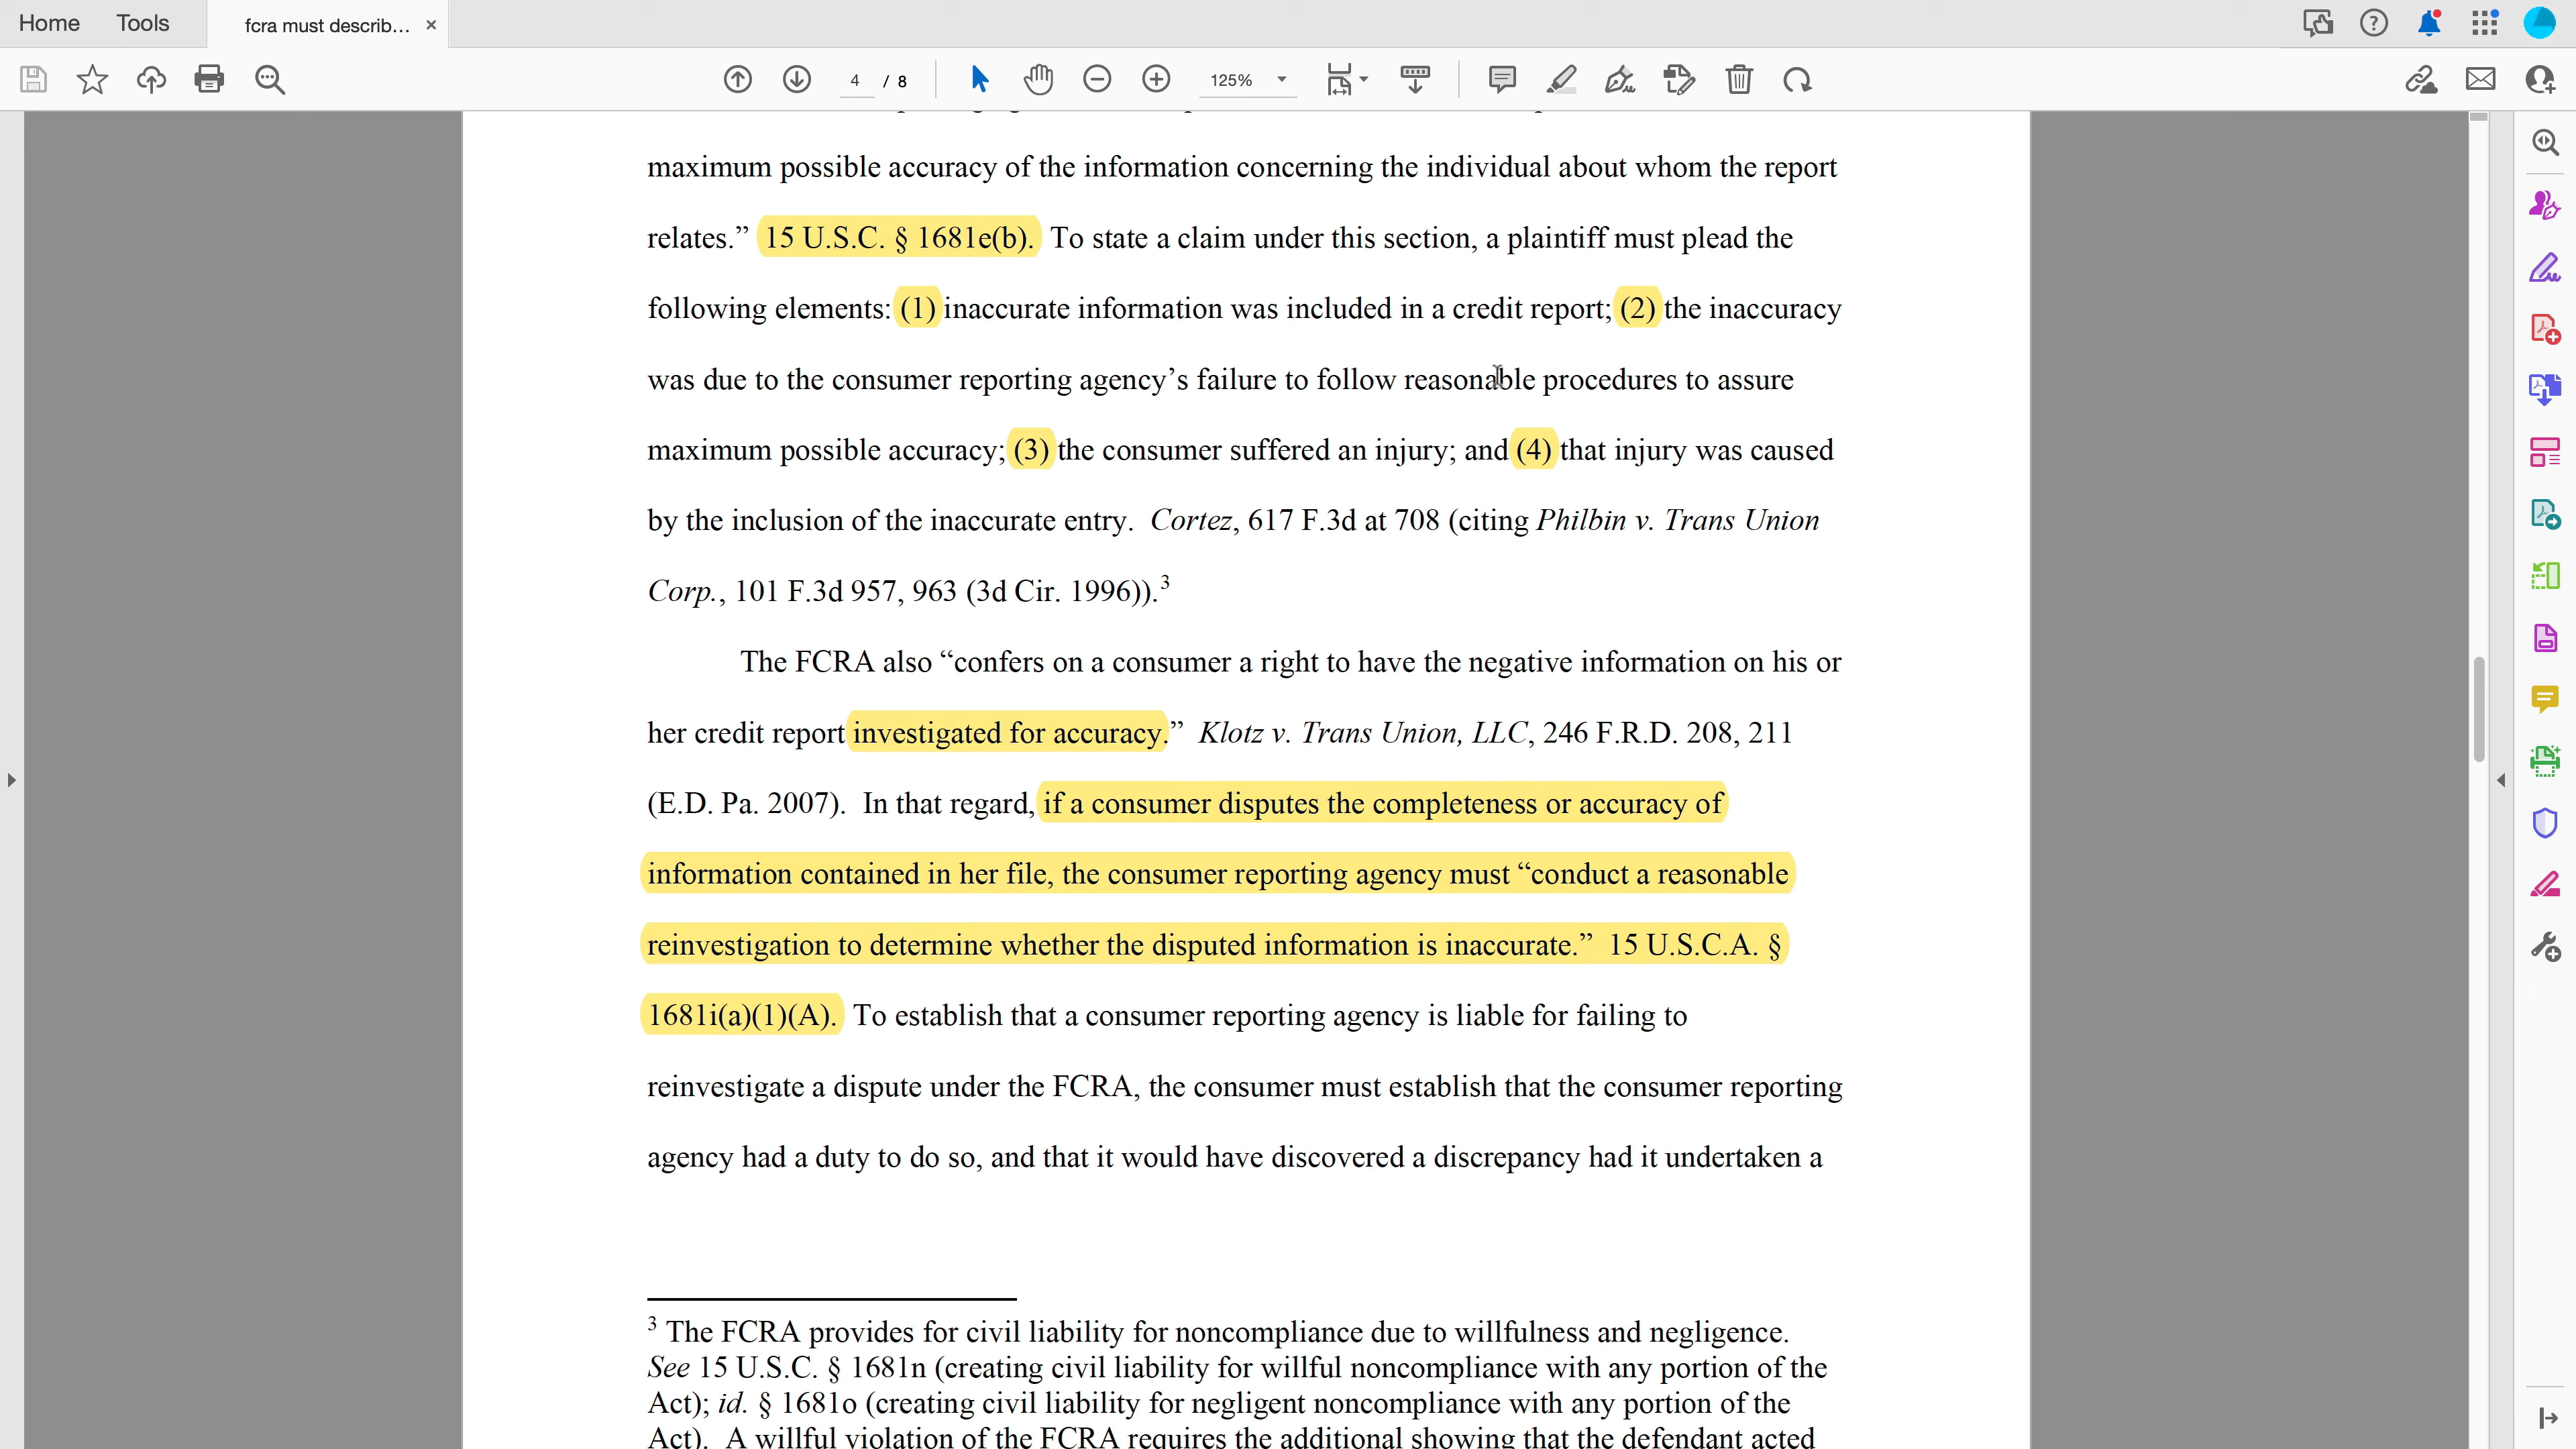 Home Tools fcra must describ... ×
4 / 8 125%
maximum possible accuracy of the information concerning the individual about whom the report
relates.” 15 U.S.C. § 1681e(b). To state a claim under this section, a plaintiff must plead the
following elements: (1) inaccurate information was included in a credit report; (2) the inaccuracy
was due to the consumer reporting agency’s failure to follow reasonable procedures to assure
maximum possible accuracy; (3) the consumer suffered an injury; and (4) that injury was caused
by the inclusion of the inaccurate entry. Cortez, 617 F.3d at 708 (citing Philbin v. Trans Union
Corp., 101 F.3d 957, 963 (3d Cir. 1996)).3
The FCRA also “confers on a consumer a right to have the negative information on his or
her credit report investigated for accuracy.” Klotz v. Trans Union, LLC, 246 F.R.D. 208, 211
(E.D. Pa. 2007). In that regard, if a consumer disputes the completeness or accuracy of
information contained in her file, the consumer reporting agency must “conduct a reasonable
reinvestigation to determine whether the disputed information is inaccurate.” 15 U.S.C.A. §
1681i(a)(1)(A). To establish that a consumer reporting agency is liable for failing to
reinvestigate a dispute under the FCRA, the consumer must establish that the consumer reporting
agency had a duty to do so, and that it would have discovered a discrepancy had it undertaken a
3 The FCRA provides for civil liability for noncompliance due to willfulness and negligence.
See 15 U.S.C. § 1681n (creating civil liability for willful noncompliance with any portion of the
Act); id. § 1681o (creating civil liability for negligent noncompliance with any portion of the
Act). A willful violation of the FCRA requires the additional showing that the defendant acted